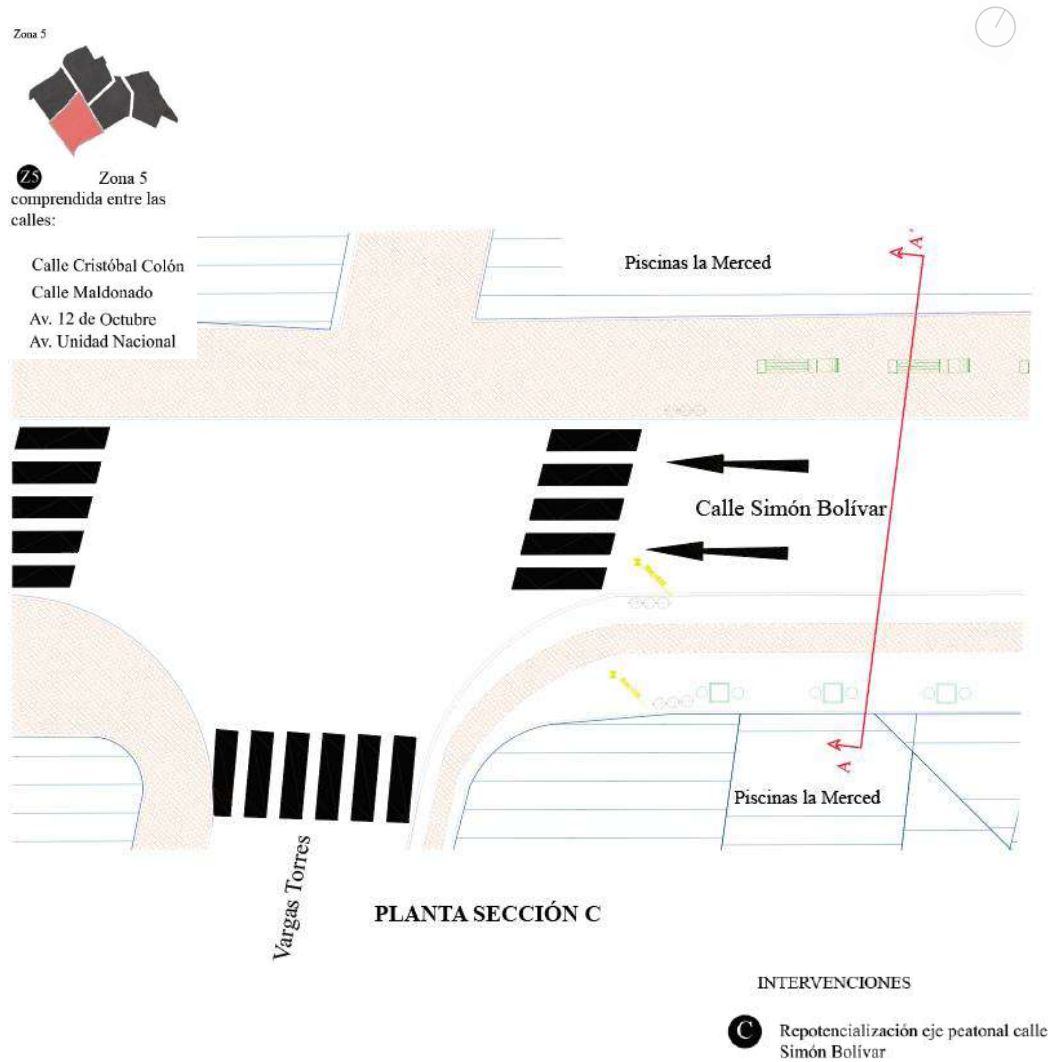 Zona 5
Z5 Zona 5
comprendida entre las
calles:
Calle Cristóbal Colón
Calle Maldonado
Av. 12 de Octubre
Av. Unidad Nacional
Piscinas la Merced
A'
Calle Simón Bolívar
A
Piscinas la Merced
Vargas Torres
PLANTA SECCIÓN C
INTERVENCIONES
C Repotencialización eje peatonal calle
Simón Bolívar